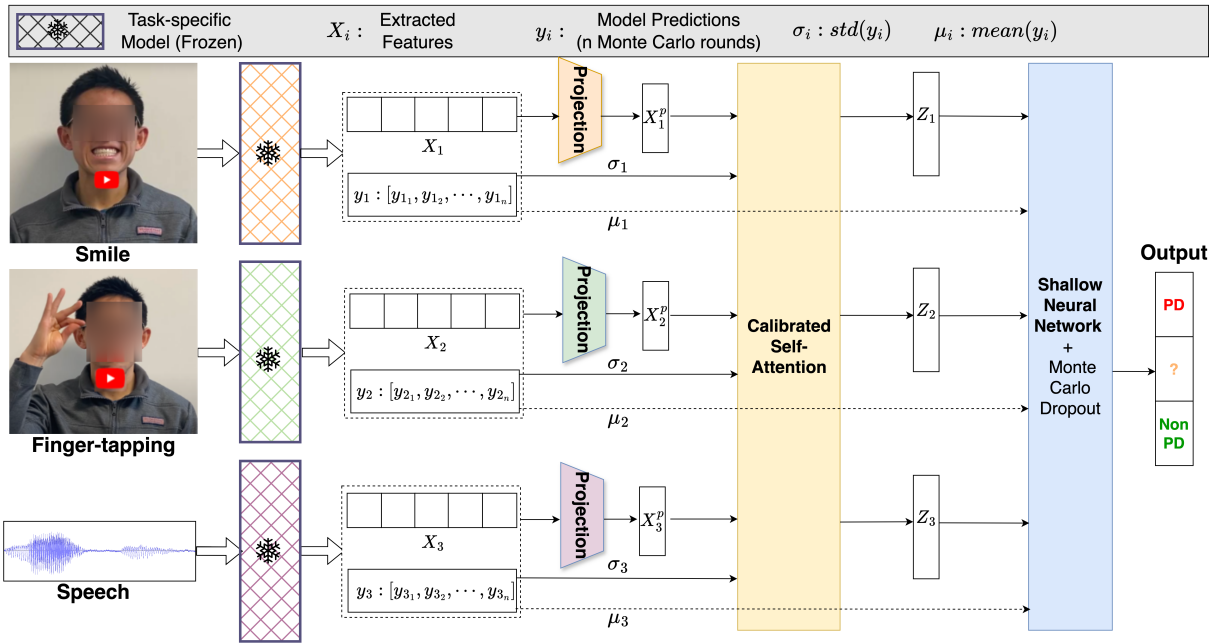 Task-specific
Model (Frozen)
X_i :
Extracted
Features
y_i :
Model Predictions
(n Monte Carlo rounds)
σ_i : std(y_i)
μ_i : mean(y_i)
X_1
y_1 : [y_{1_1}, y_{1_2}, ···, y_{1_n}]
Projection
X_1^p
σ_1
μ_1
Z_1
Smile
X_2
y_2 : [y_{2_1}, y_{2_2}, ···, y_{2_n}]
Projection
X_2^p
σ_2
μ_2
Z_2
Finger-tapping
X_3
y_3 : [y_{3_1}, y_{3_2}, ···, y_{3_n}]
Projection
X_3^p
σ_3
μ_3
Z_3
Speech
Calibrated
Self-
Attention
Shallow
Neural
Network
+
Monte
Carlo
Dropout
Output
PD
?
Non
PD